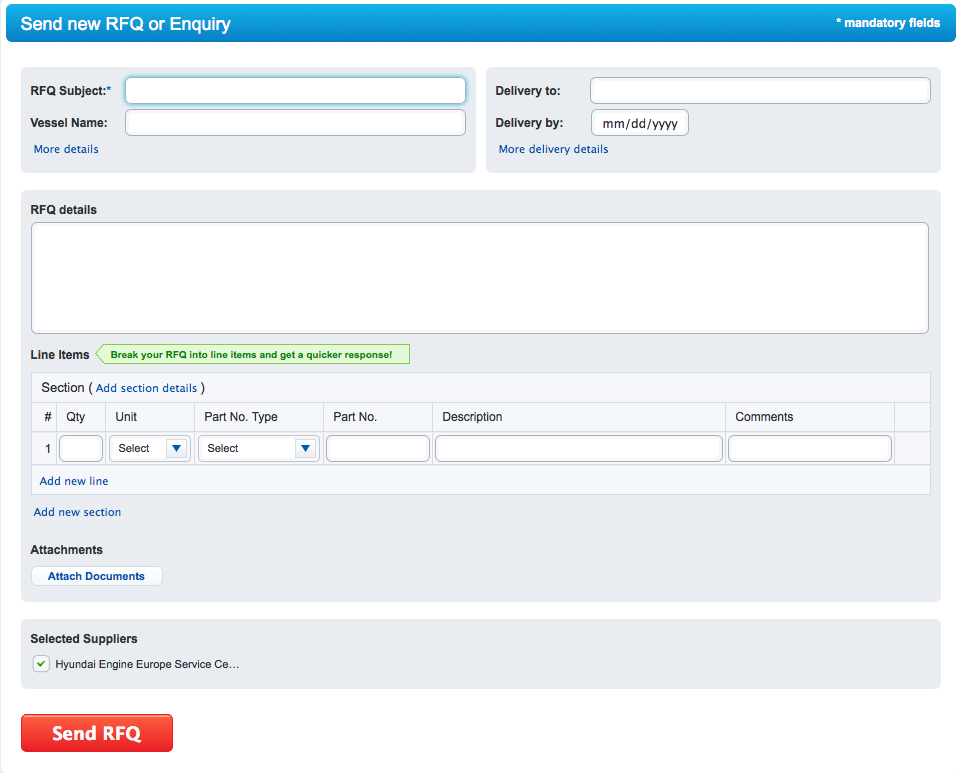 Send new RFQ or Enquiry
* mandatory fields
RFQ Subject:*
Vessel Name:
More details
Delivery to:
Delivery by: mm/dd/yyyy
More delivery details
RFQ details
Line Items Break your RFQ into line items and get a quicker response!
Section ( Add section details )
# Qty Unit Part No. Type Part No. Description Comments
1 Select Select
Add new line
Add new section
Attachments
Attach Documents
Selected Suppliers
Hyundai Engine Europe Service Ce...
Send RFQ